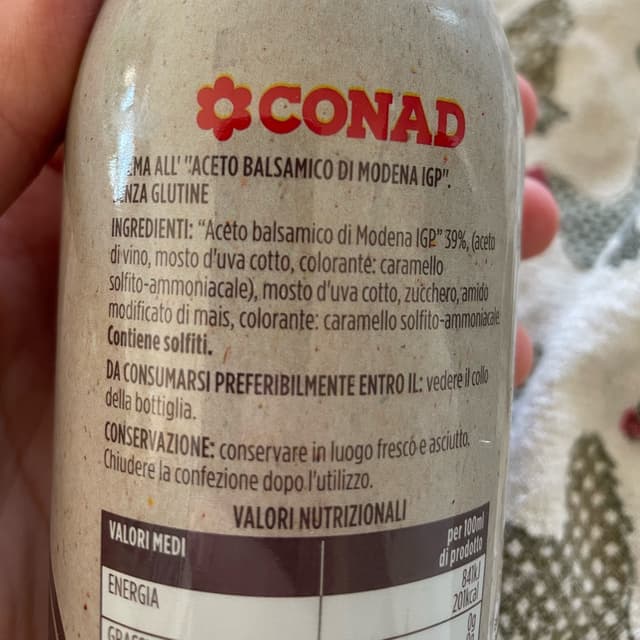 CONAD
MA ALL' "ACETO BALSAMICO DI MODENA IGP".
NZA GLUTINE
INGREDIENTI: "Aceto balsamico di Modena IGP" 39%, (aceto
di vino, mosto d'uva cotto, colorante: caramello
solfito-ammoniacale), mosto d'uva cotto, zucchero, amido
modificato di mais, colorante: caramello solfito-ammoniacale
Contiene solfiti.
DA CONSUMARSI PREFERIBILMENTE ENTRO IL: vedere il collo
della bottiglia.
CONSERVAZIONE: conservare in luogo fresco e asciutto.
Chiudere la confezione dopo l'utilizzo.
VALORI NUTRIZIONALI
VALORI MEDI
per 100ml
di prodotto
ENERGIA
841kJ
201kcal
0g